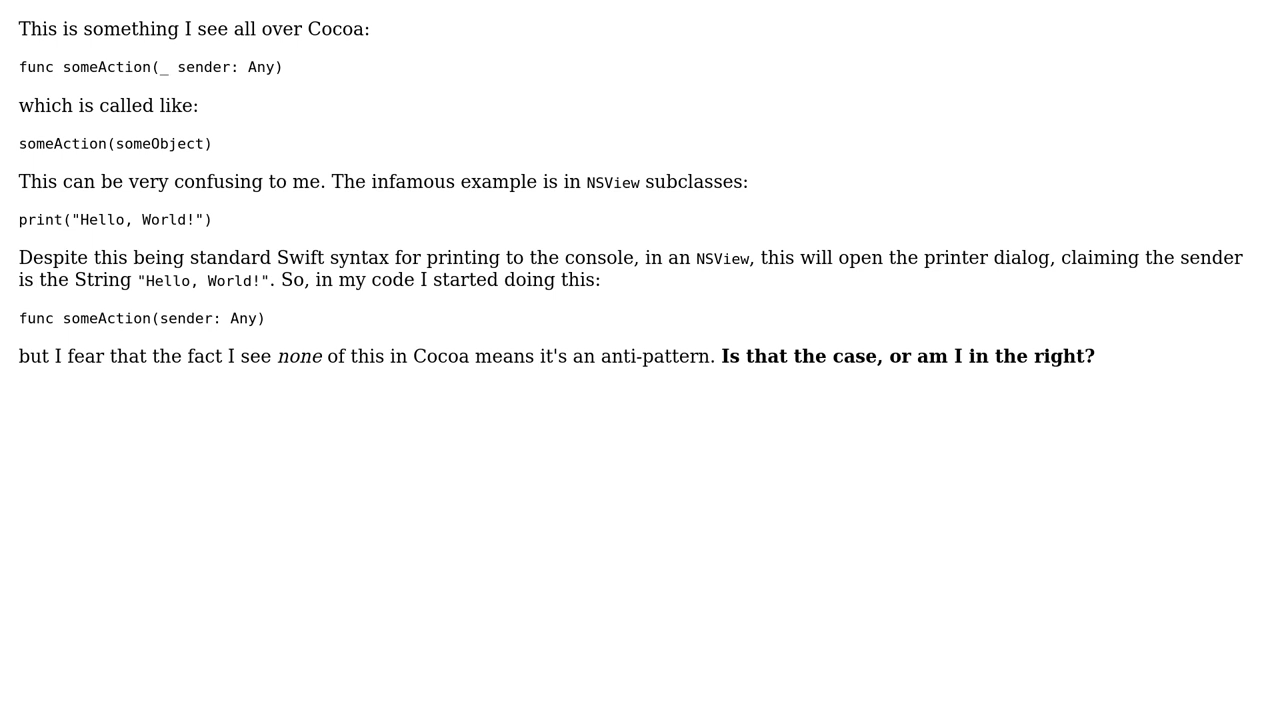 This is something I see all over Cocoa:
func someAction(_ sender: Any)
which is called like:
someAction(someObject)
This can be very confusing to me. The infamous example is in NSView subclasses:
print("Hello, World!")
Despite this being standard Swift syntax for printing to the console, in an NSView, this will open the printer dialog, claiming the sender
is the String "Hello, World!". So, in my code I started doing this:
func someAction(sender: Any)
but I fear that the fact I see none of this in Cocoa means it's an anti-pattern. Is that the case, or am I in the right?